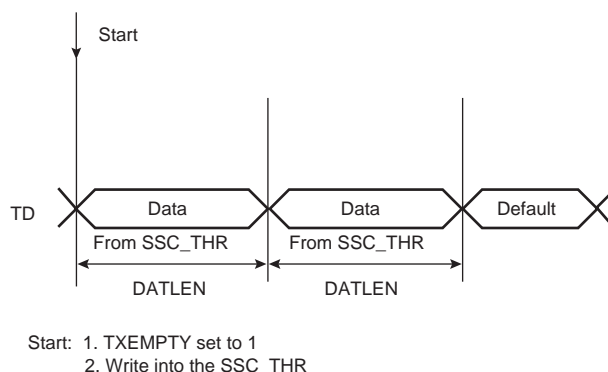 Start
TD
Data
Data
Default
From SSC_THR
From SSC_THR
DATLEN
DATLEN
Start: 1. TXEMPTY set to 1
2. Write into the SSC_THR